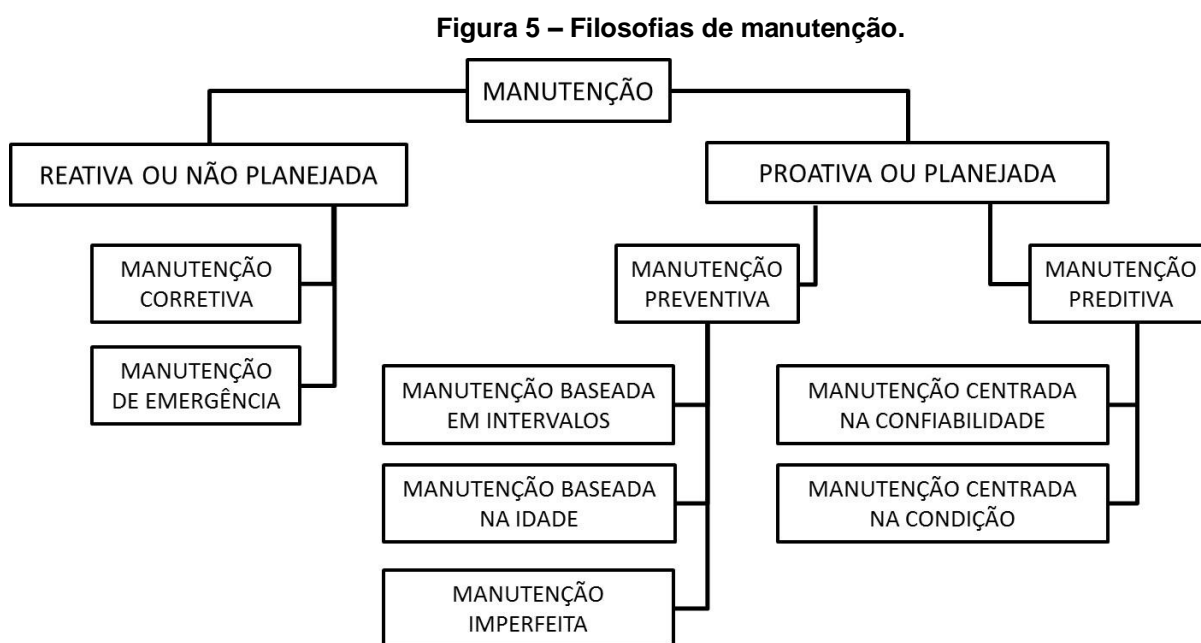 Figura 5 – Filosofias de manutenção.
MANUTENÇÃO
REATIVA OU NÃO PLANEJADA
PROATIVA OU PLANEJADA
MANUTENÇÃO
CORRETIVA
MANUTENÇÃO
DE EMERGÊNCIA
MANUTENÇÃO
PREVENTIVA
MANUTENÇÃO
PREDITIVA
MANUTENÇÃO BASEADA
EM INTERVALOS
MANUTENÇÃO BASEADA
NA IDADE
MANUTENÇÃO
IMPERFEITA
MANUTENÇÃO CENTRADA
NA CONFIABILIDADE
MANUTENÇÃO CENTRADA
NA CONDIÇÃO